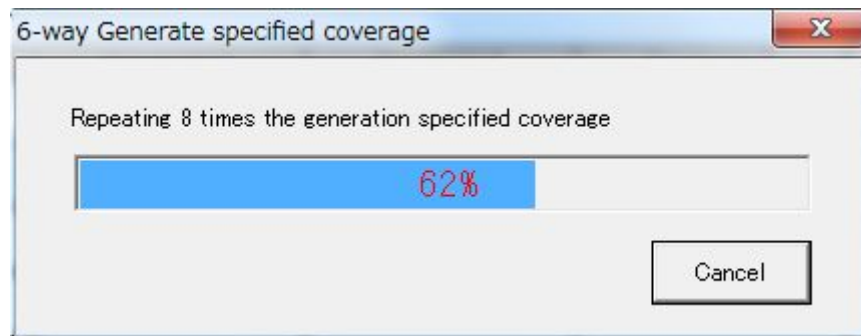 6-way Generate specified coverage
Repeating 8 times the generation specified coverage
62%
Cancel